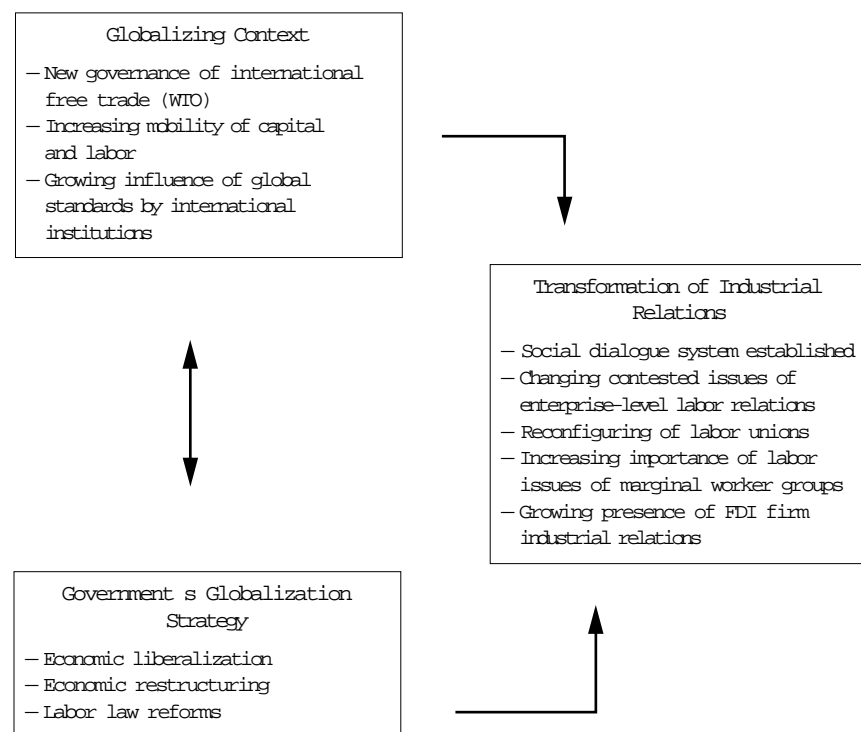 Globalizing Context
– New governance of international
free trade (WTO)
– Increasing mobility of capital
and labor
– Growing influence of global
standards by international
institutions
Transformation of Industrial
Relations
– Social dialogue system established
– Changing contested issues of
enterprise-level labor relations
– Reconfiguring of labor unions
– Increasing importance of labor
issues of marginal worker groups
– Growing presence of FDI firm
industrial relations
Government s Globalization
Strategy
– Economic liberalization
– Economic restructuring
– Labor law reforms